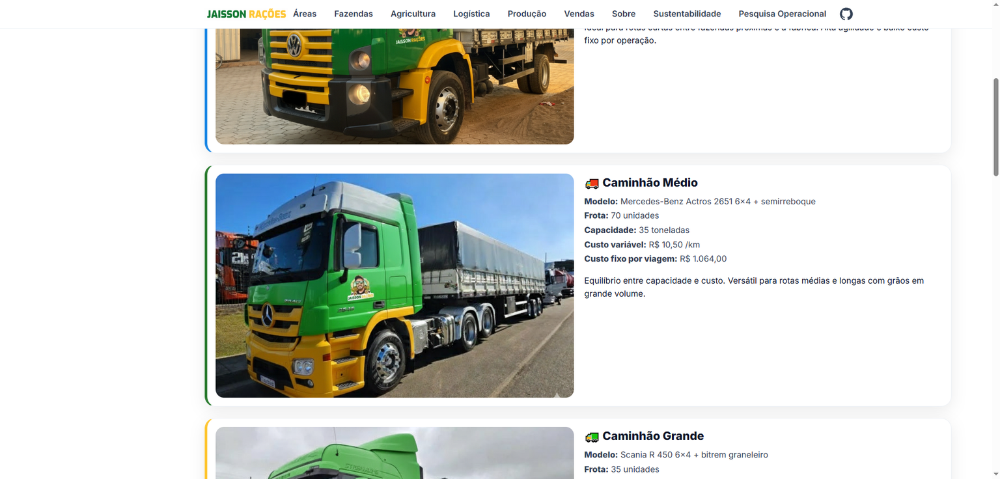 JAISSON RAÇÕES Áreas Fazendas Agricultura Logística Produção Vendas Sobre Sustentabilidade Pesquisa Operacional
Ideal para rotas curtas entre fazendas próximas e a fábrica. Alta agilidade e baixo custo
fixo por operação.
JAISSON RAÇÕES
🚚 Caminhão Médio
Modelo: Mercedes-Benz Actros 2651 6×4 + semirreboque
Frota: 70 unidades
Capacidade: 35 toneladas
Custo variável: R$ 10,50 /km
Custo fixo por viagem: R$ 1.064,00
Equilíbrio entre capacidade e custo. Versátil para rotas médias e longas com grãos em
grande volume.
Mercedes-Benz
JAISSON RAÇÕES
🚚 Caminhão Grande
Modelo: Scania R 450 6×4 + bitrem graneleiro
Frota: 35 unidades